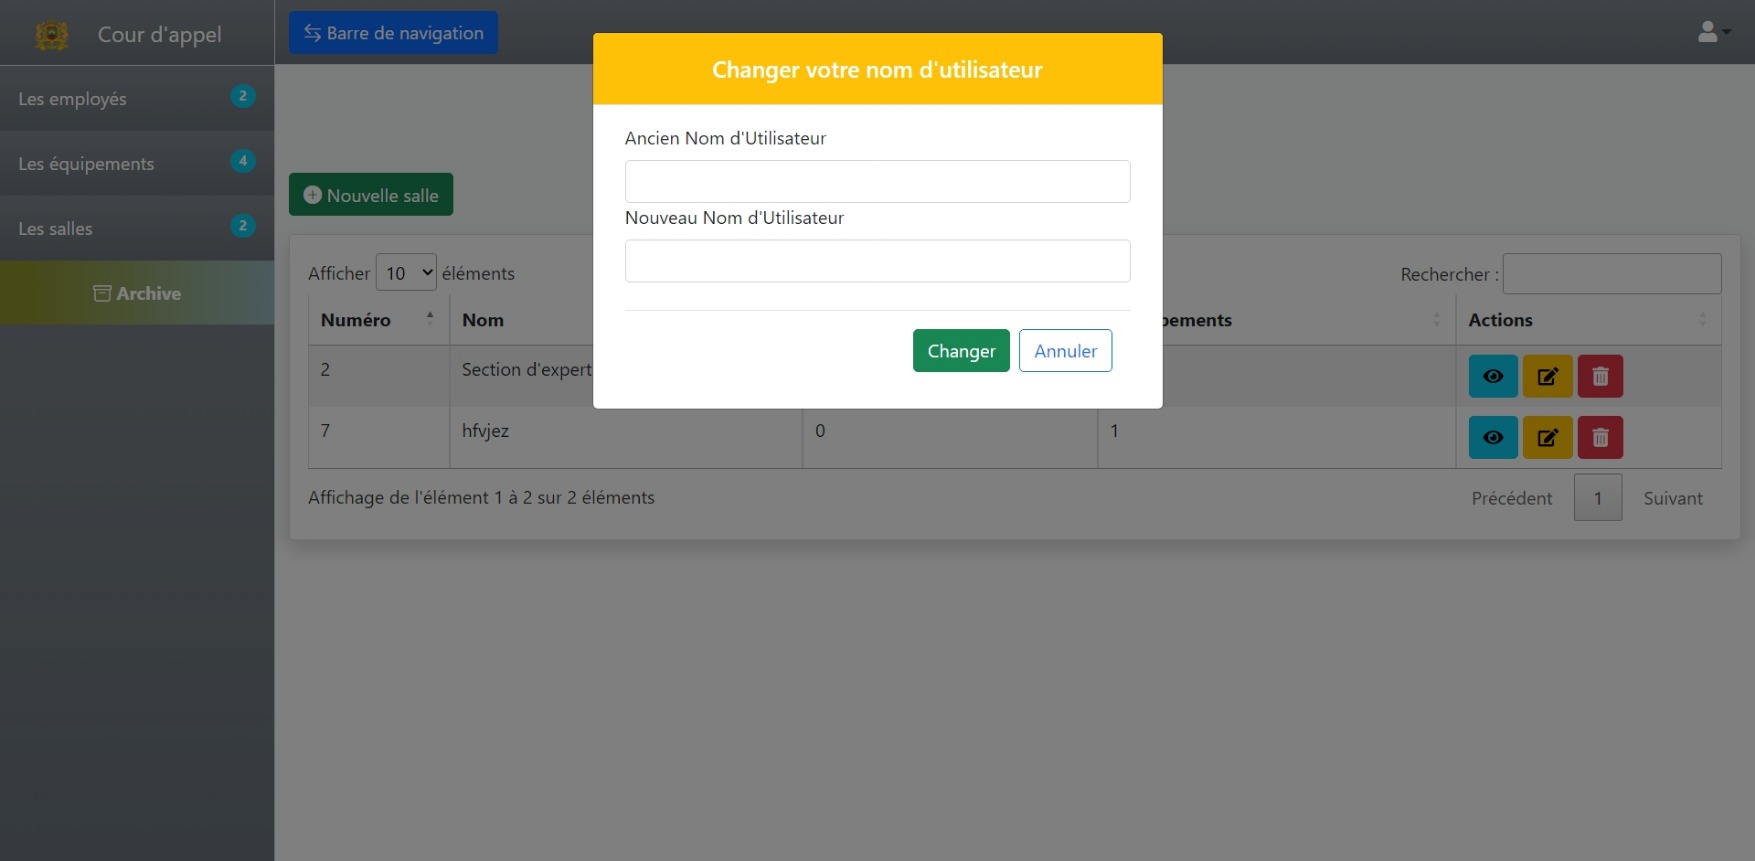 Cour d'appel
Barre de navigation
Les employés 2
Les équipements 4
Les salles 2
Archive
Changer votre nom d'utilisateur
Ancien Nom d'Utilisateur
Nouveau Nom d'Utilisateur
Changer Annuler
Nouvelle salle
Afficher 10 éléments
Rechercher :
Numéro Nom Actions
2 Section d'expert
7 hfvjez 0 1
Affichage de l'élément 1 à 2 sur 2 éléments
Précédent 1 Suivant